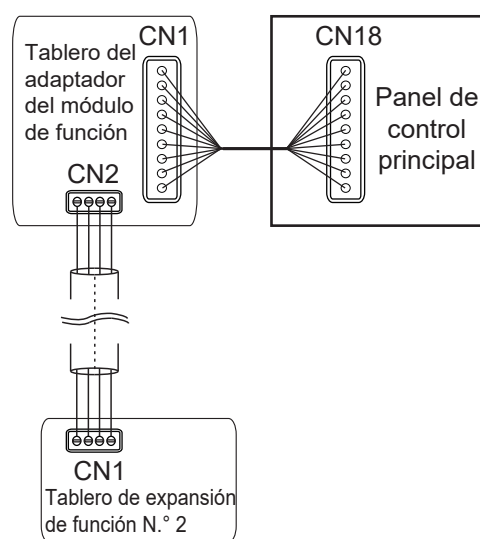 CN1
Tablero del
adaptador
del módulo
de función
CN2
CN18
Panel de
control
principal
CN1
Tablero de expansión
de función N.° 2